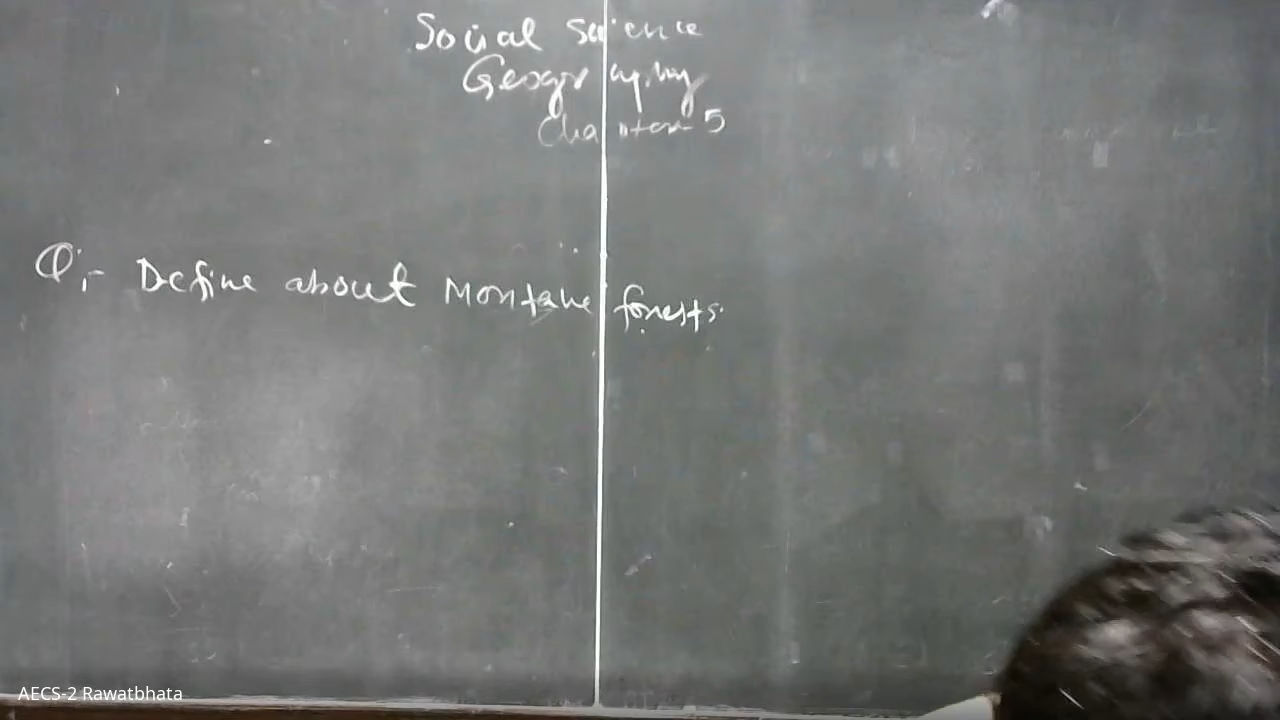 Social Science
Geography
Chapter 5
Q:- Define about Montane forests.
AECS-2 Rawatbhata